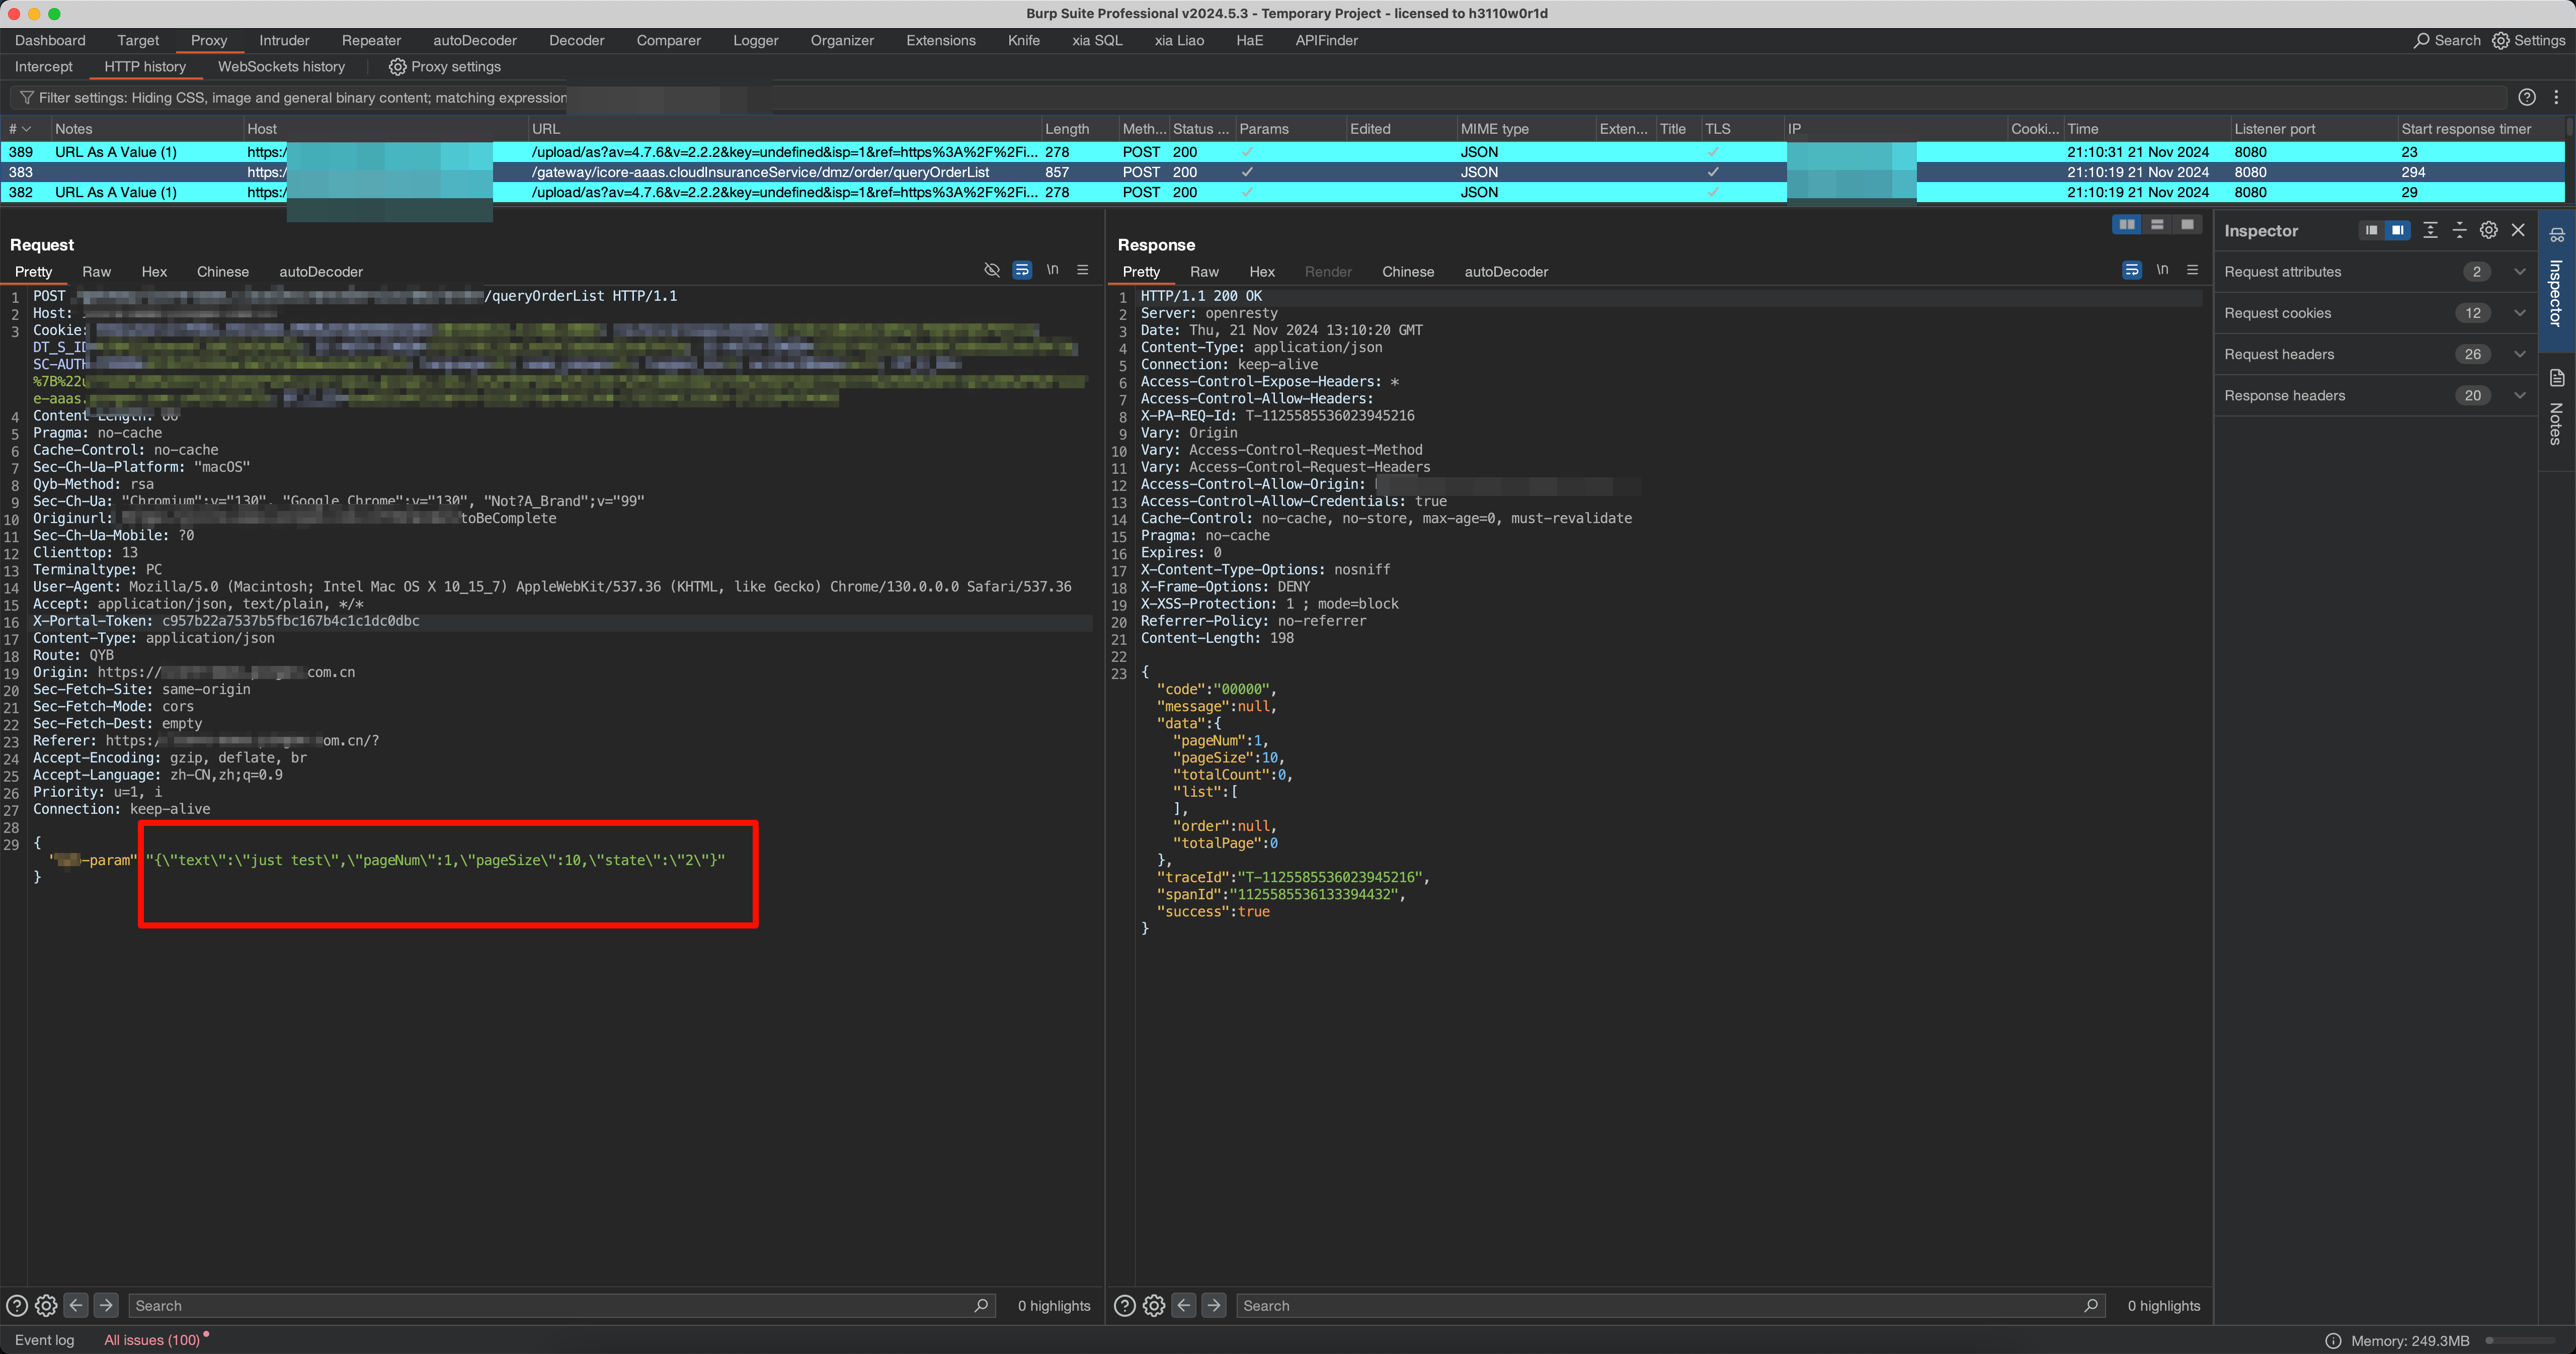 Burp Suite Professional v2024.5.3 - Temporary Project - licensed to h3110w0r1d
Dashboard Target Proxy Intruder Repeater autoDecoder Decoder Comparer Logger Organizer Extensions Knife xia SQL xia Liao HaE APIFinder Search Settings
Intercept HTTP history WebSockets history Proxy settings
Filter settings: Hiding CSS, image and general binary content; matching expression
# Notes Host URL Length Meth... Status ... Params Edited MIME type Exten... Title TLS IP Cooki... Time Listener port Start response timer
389 URL As A Value (1) https:/ /upload/as?av=4.7.6&v=2.2.2&key=undefined&isp=1&ref=https%3A%2F%2Fi... 278 POST 200 ✓ JSON ✓ 21:10:31 21 Nov 2024 8080 23
383 https:/ /gateway/icore-aaas.cloudInsuranceService/dmz/order/queryOrderList 857 POST 200 ✓ JSON ✓ 21:10:19 21 Nov 2024 8080 294
382 URL As A Value (1) https:/ /upload/as?av=4.7.6&v=2.2.2&key=undefined&isp=1&ref=https%3A%2F%2Fi... 278 POST 200 ✓ JSON ✓ 21:10:19 21 Nov 2024 8080 29
Request
Pretty Raw Hex Chinese autoDecoder \n
1 POST /queryOrderList HTTP/1.1
2 Host:
3 Cookie:
DT_S_ID
SC-AUTH
%7B%22u
e-aaas.
4 Content-Length:
5 Pragma: no-cache
6 Cache-Control: no-cache
7 Sec-Ch-Ua-Platform: "macOS"
8 Qyb-Method: rsa
9 Sec-Ch-Ua: "Chromium";v="130", "Google Chrome";v="130", "Not?A_Brand";v="99"
10 Originurl: toBeComplete
11 Sec-Ch-Ua-Mobile: ?0
12 Clienttop: 13
13 Terminaltype: PC
14 User-Agent: Mozilla/5.0 (Macintosh; Intel Mac OS X 10_15_7) AppleWebKit/537.36 (KHTML, like Gecko) Chrome/130.0.0.0 Safari/537.36
15 Accept: application/json, text/plain, */*
16 X-Portal-Token: c957b22a7537b5fbc167b4c1c1dc0dbc
17 Content-Type: application/json
18 Route: QYB
19 Origin: https:// com.cn
20 Sec-Fetch-Site: same-origin
21 Sec-Fetch-Mode: cors
22 Sec-Fetch-Dest: empty
23 Referer: https:/ om.cn/?
24 Accept-Encoding: gzip, deflate, br
25 Accept-Language: zh-CN,zh;q=0.9
26 Priority: u=1, i
27 Connection: keep-alive
28
29 {
" -param" "{\"text\":\"just test\",\"pageNum\":1,\"pageSize\":10,\"state\":\"2\"}"
}
Search 0 highlights
Response
Pretty Raw Hex Render Chinese autoDecoder \n
1 HTTP/1.1 200 OK
2 Server: openresty
3 Date: Thu, 21 Nov 2024 13:10:20 GMT
4 Content-Type: application/json
5 Connection: keep-alive
6 Access-Control-Expose-Headers: *
7 Access-Control-Allow-Headers:
8 X-PA-REQ-Id: T-1125585536023945216
9 Vary: Origin
10 Vary: Access-Control-Request-Method
11 Vary: Access-Control-Request-Headers
12 Access-Control-Allow-Origin:
13 Access-Control-Allow-Credentials: true
14 Cache-Control: no-cache, no-store, max-age=0, must-revalidate
15 Pragma: no-cache
16 Expires: 0
17 X-Content-Type-Options: nosniff
18 X-Frame-Options: DENY
19 X-XSS-Protection: 1 ; mode=block
20 Referrer-Policy: no-referrer
21 Content-Length: 198
22
23 {
"code":"00000",
"message":null,
"data":{
"pageNum":1,
"pageSize":10,
"totalCount":0,
"list":[
],
"order":null,
"totalPage":0
},
"traceId":"T-1125585536023945216",
"spanId":"1125585536133394432",
"success":true
}
Search 0 highlights
Inspector
Request attributes 2
Request cookies 12
Request headers 26
Response headers 20
Inspector
Notes
Event log All issues (100) Memory: 249.3MB